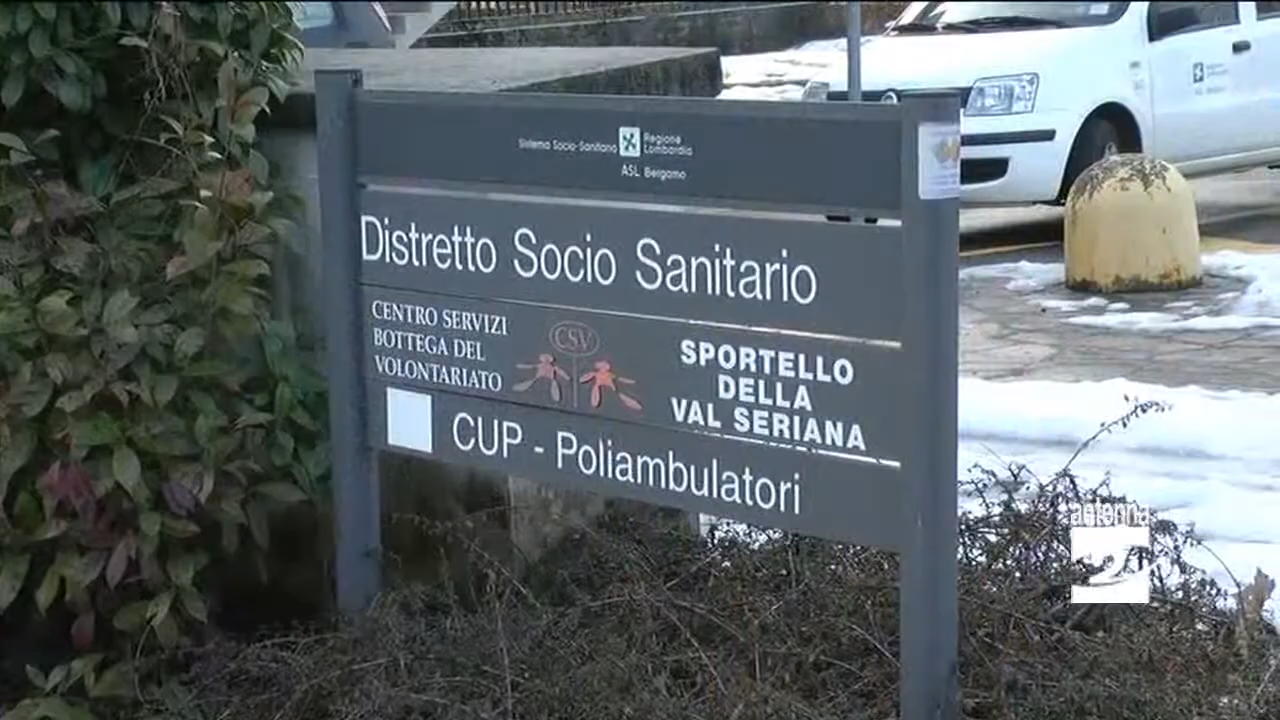 Sistema Socio-Sanitario
Regione
Lombardia
ASL Bergamo
Distretto Socio Sanitario
CENTRO SERVIZI
BOTTEGA DEL
VOLONTARIATO
CSV
SPORTELLO
DELLA
VAL SERIANA
CUP - Poliambulatori
antenna
2